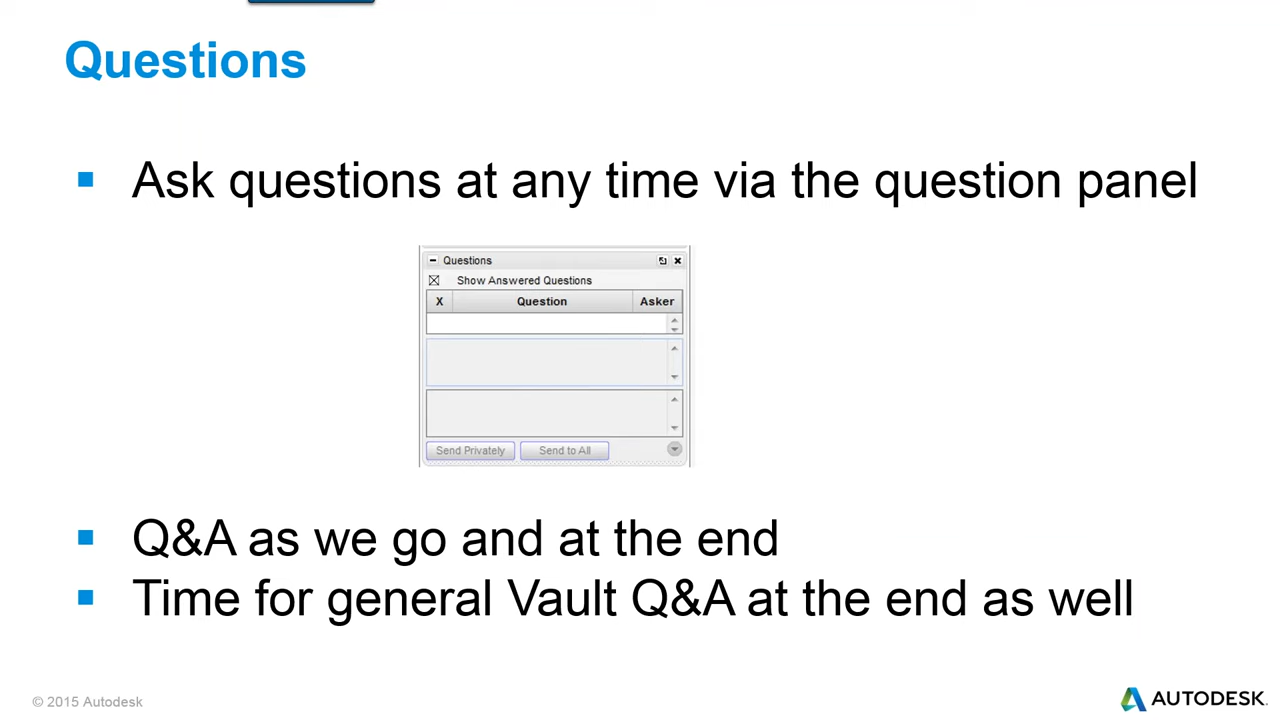 Questions
Ask questions at any time via the question panel
Questions
Show Answered Questions
X Question Asker
Send Privately Send to All
Q&A as we go and at the end
Time for general Vault Q&A at the end as well
© 2015 Autodesk
AUTODESK.